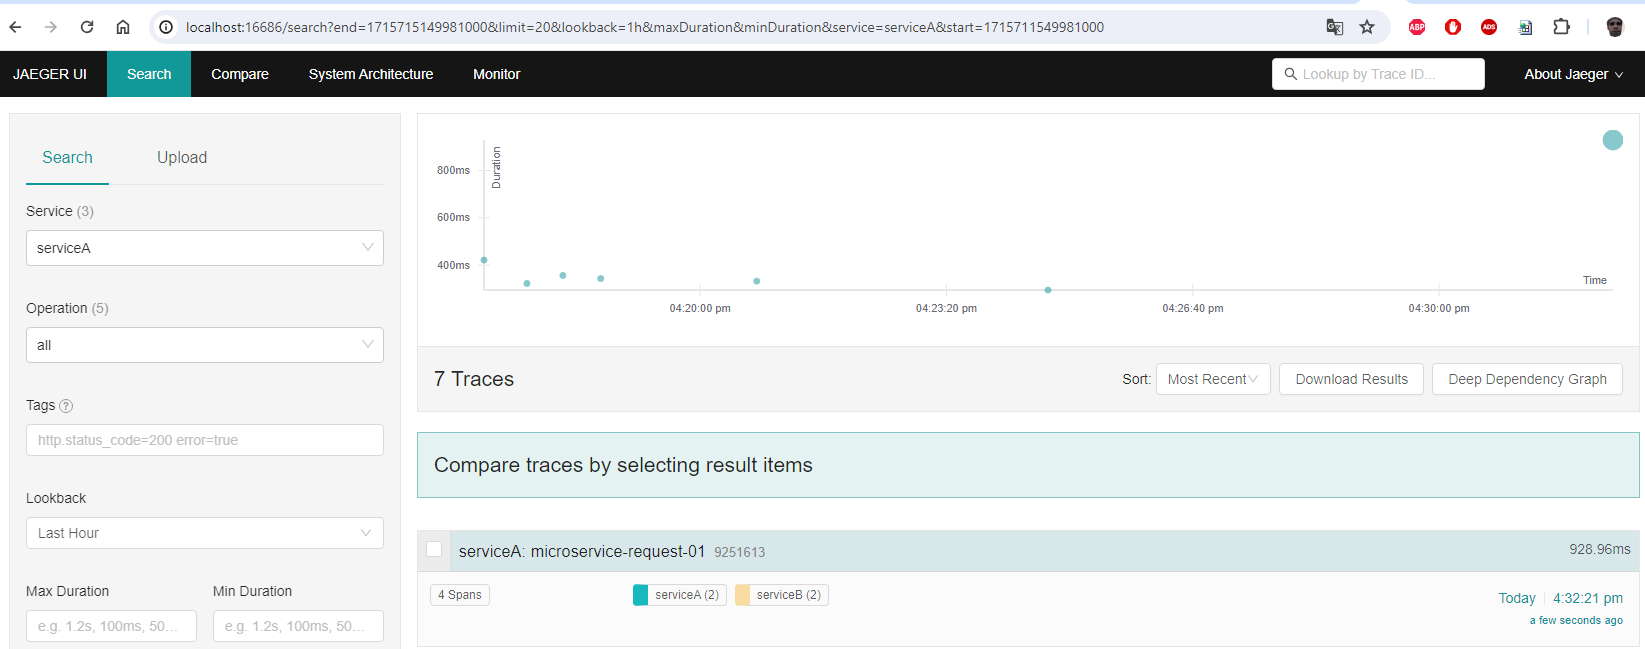 localhost:16686/search?end=1715715149981000&limit=20&lookback=1h&maxDuration&minDuration&service=serviceA&start=1715711549981000
ABP
ADS
JAEGER UI
Search
Compare
System Architecture
Monitor
Lookup by Trace ID...
About Jaeger
Search
Upload
Service (3)
serviceA
Operation (5)
all
Tags ?
http.status_code=200 error=true
Lookback
Last Hour
Max Duration
Min Duration
e.g. 1.2s, 100ms, 50...
e.g. 1.2s, 100ms, 50...
Duration
800ms
600ms
400ms
Time
04:20:00 pm
04:23:20 pm
04:26:40 pm
04:30:00 pm
7 Traces
Sort:
Most Recent
Download Results
Deep Dependency Graph
Compare traces by selecting result items
serviceA: microservice-request-01 9251613
928.96ms
4 Spans
serviceA (2)
serviceB (2)
Today
4:32:21 pm
a few seconds ago